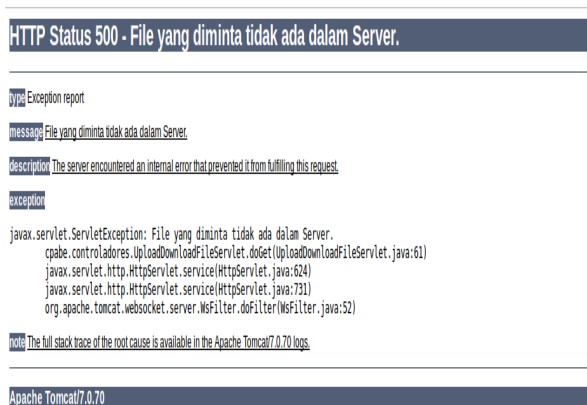 HTTP Status 500 - File yang diminta tidak ada dalam Server.
type Exception report
message File yang diminta tidak ada dalam Server.
description The server encountered an internal error that prevented it from fulfilling this request.
exception
javax.servlet.ServletException: File yang diminta tidak ada dalam Server.
cpabe.controladores.UploadDownloadFileServlet.doGet(UploadDownloadFileServlet.java:61)
javax.servlet.http.HttpServlet.service(HttpServlet.java:624)
javax.servlet.http.HttpServlet.service(HttpServlet.java:731)
org.apache.tomcat.websocket.server.WsFilter.doFilter(WsFilter.java:52)
note The full stack trace of the root cause is available in the Apache Tomcat/7.0.70 logs.
Apache Tomcat/7.0.70